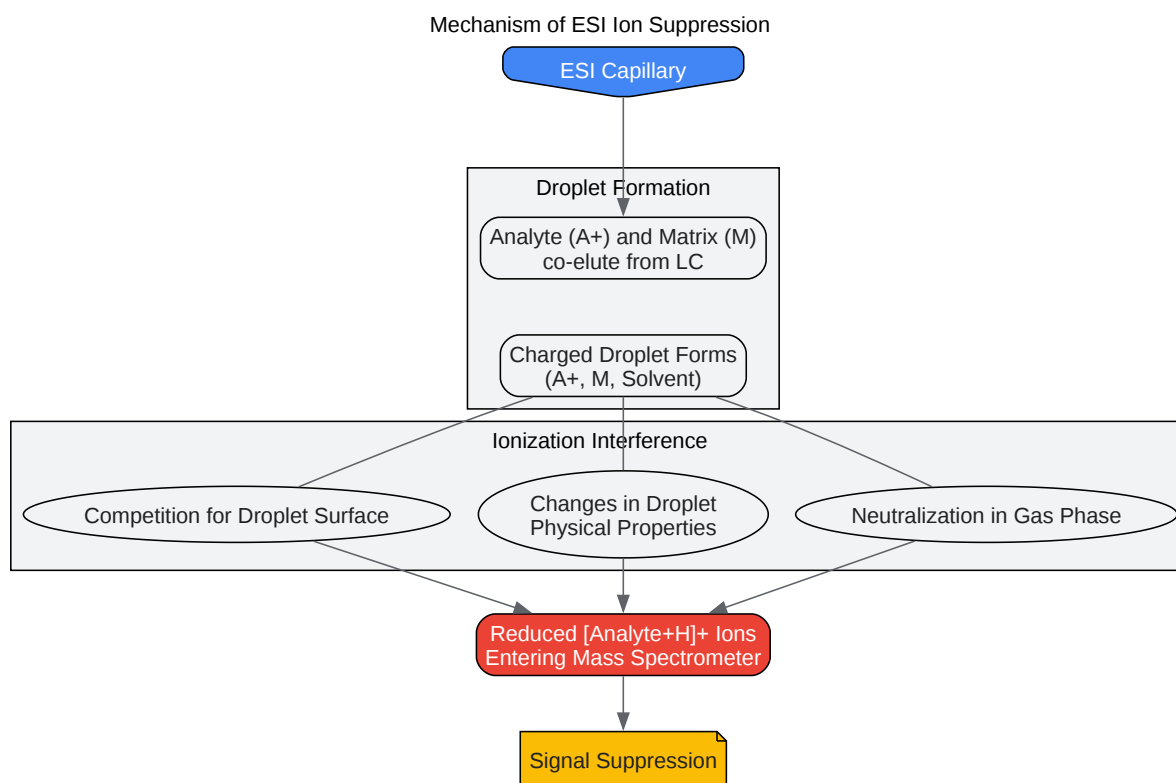 Mechanism of ESI Ion Suppression
ESI Capillary
Droplet Formation
Analyte (A+) and Matrix (M)
co-elute from LC
Charged Droplet Forms
(A+, M, Solvent)
Ionization Interference
Competition for Droplet Surface
Changes in Droplet
Physical Properties
Neutralization in Gas Phase
Reduced [Analyte+H]+ Ions
Entering Mass Spectrometer
Signal Suppression